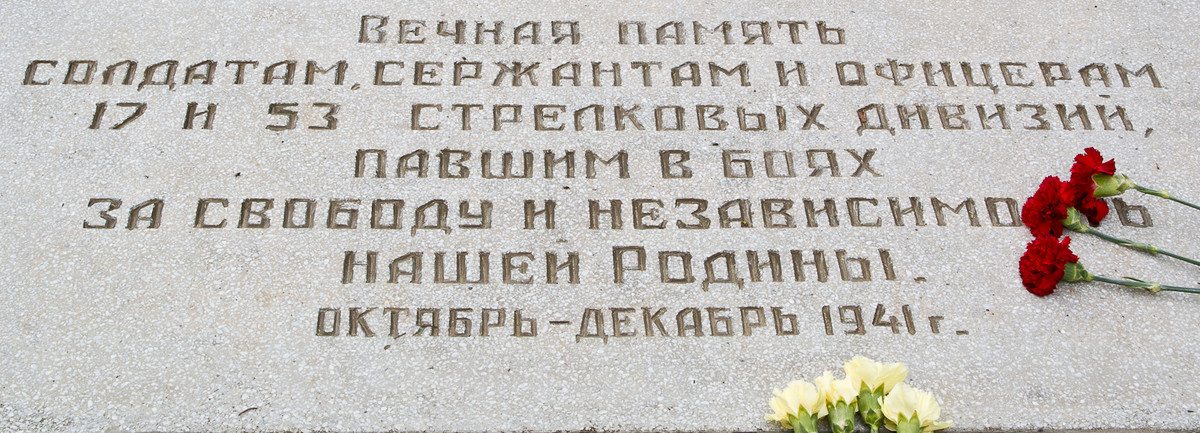 Вечная память
солдатам, сержантам и офицерам
17 и 53 стрелковых дивизий,
павшим в боях
за свободу и независимость
нашей Родины.
октябрь – декабрь 1941 г.